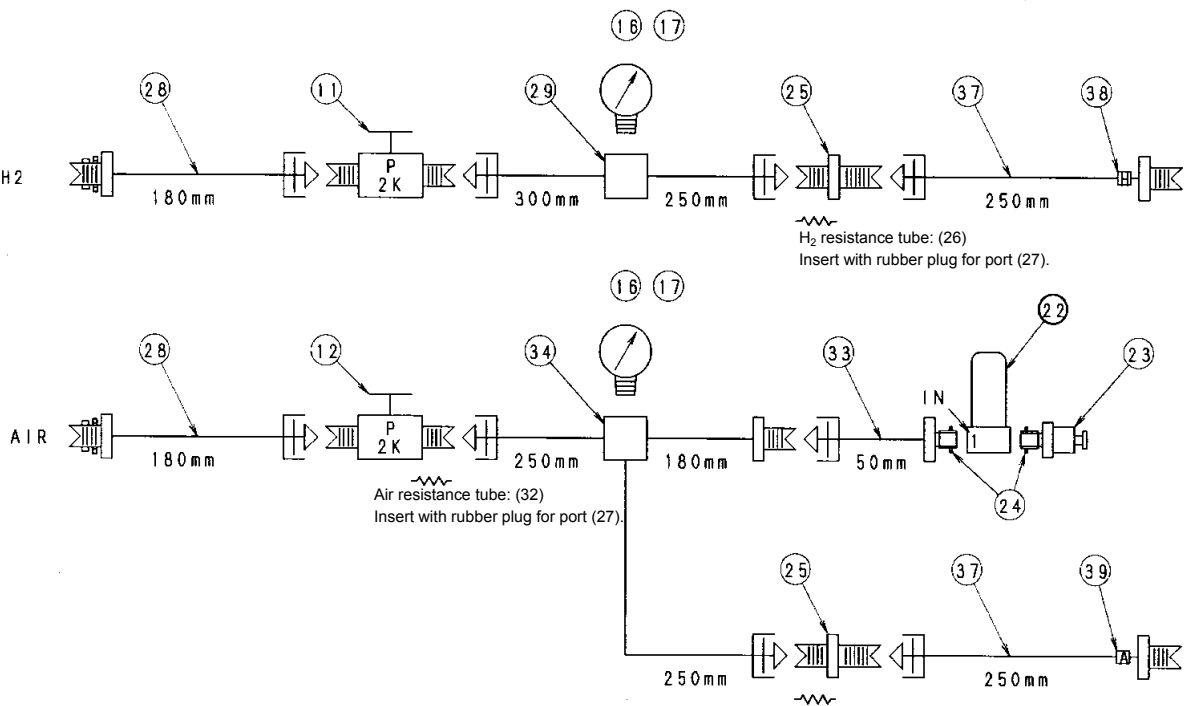 16 17
28 11 29 25 37 38
H2
P
2K
180mm 300mm 250mm 250mm
H2 resistance tube: (26)
Insert with rubber plug for port (27).
16 17
28 12 34 33 22 23
IN
AIR
P
2K
1
180mm 250mm 180mm 50mm
24
Air resistance tube: (32)
Insert with rubber plug for port (27).
25 37 39
A
250mm 250mm